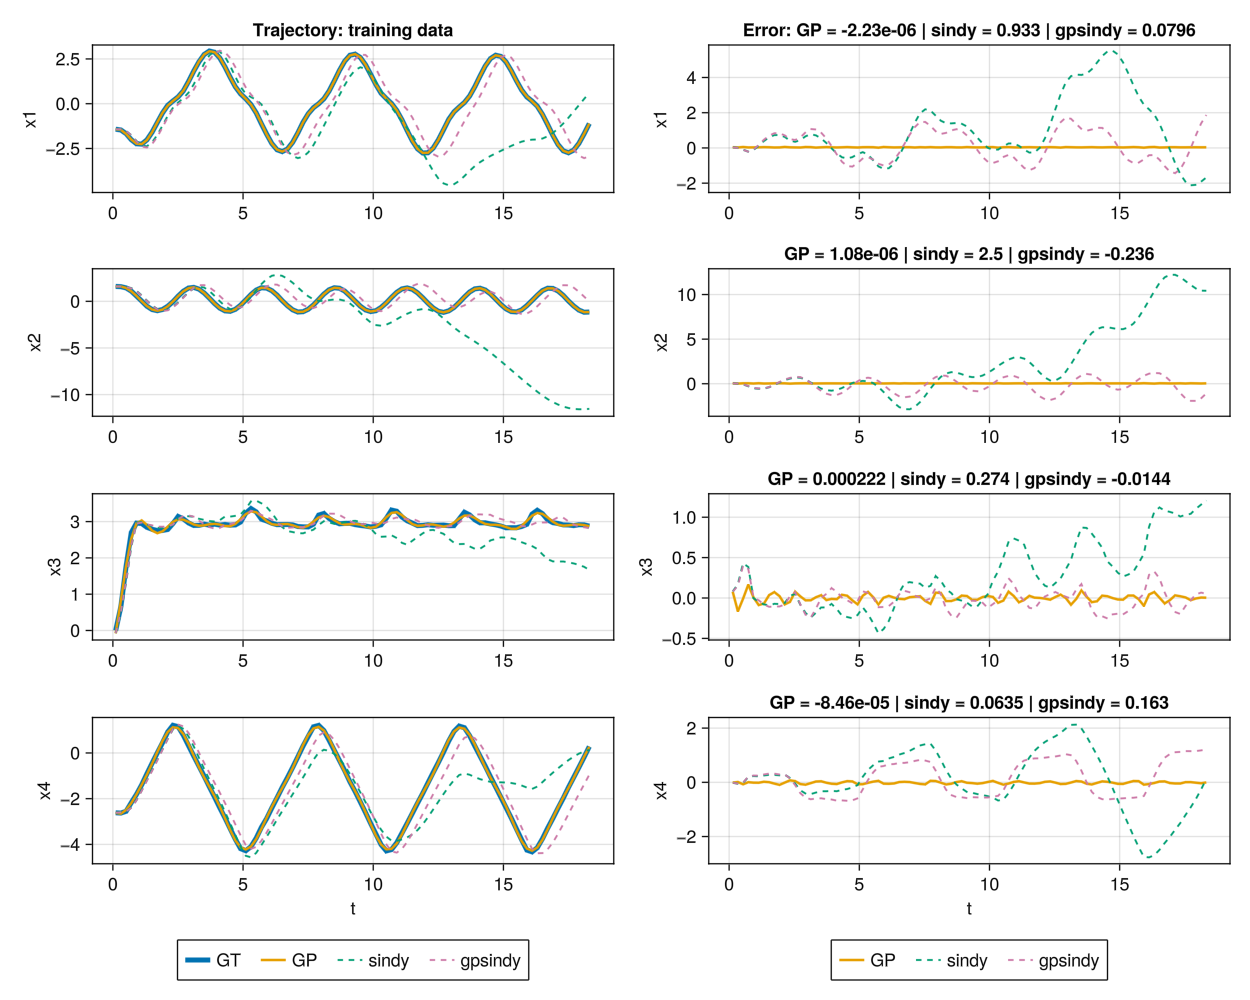 Trajectory: training data
Error: GP = -2.23e-06 | sindy = 0.933 | gpsindy = 0.0796
x1
2.5
0.0
−2.5
0 5 10 15
x1
4
2
0
−2
0 5 10 15
GP = 1.08e-06 | sindy = 2.5 | gpsindy = -0.236
x2
0
−5
−10
0 5 10 15
x2
10
5
0
0 5 10 15
GP = 0.000222 | sindy = 0.274 | gpsindy = -0.0144
x3
3
2
1
0
0 5 10 15
x3
1.0
0.5
0.0
−0.5
0 5 10 15
GP = -8.46e-05 | sindy = 0.0635 | gpsindy = 0.163
x4
0
−2
−4
0 5 10 15
t
x4
2
0
−2
0 5 10 15
t
GT GP sindy gpsindy
GP sindy gpsindy